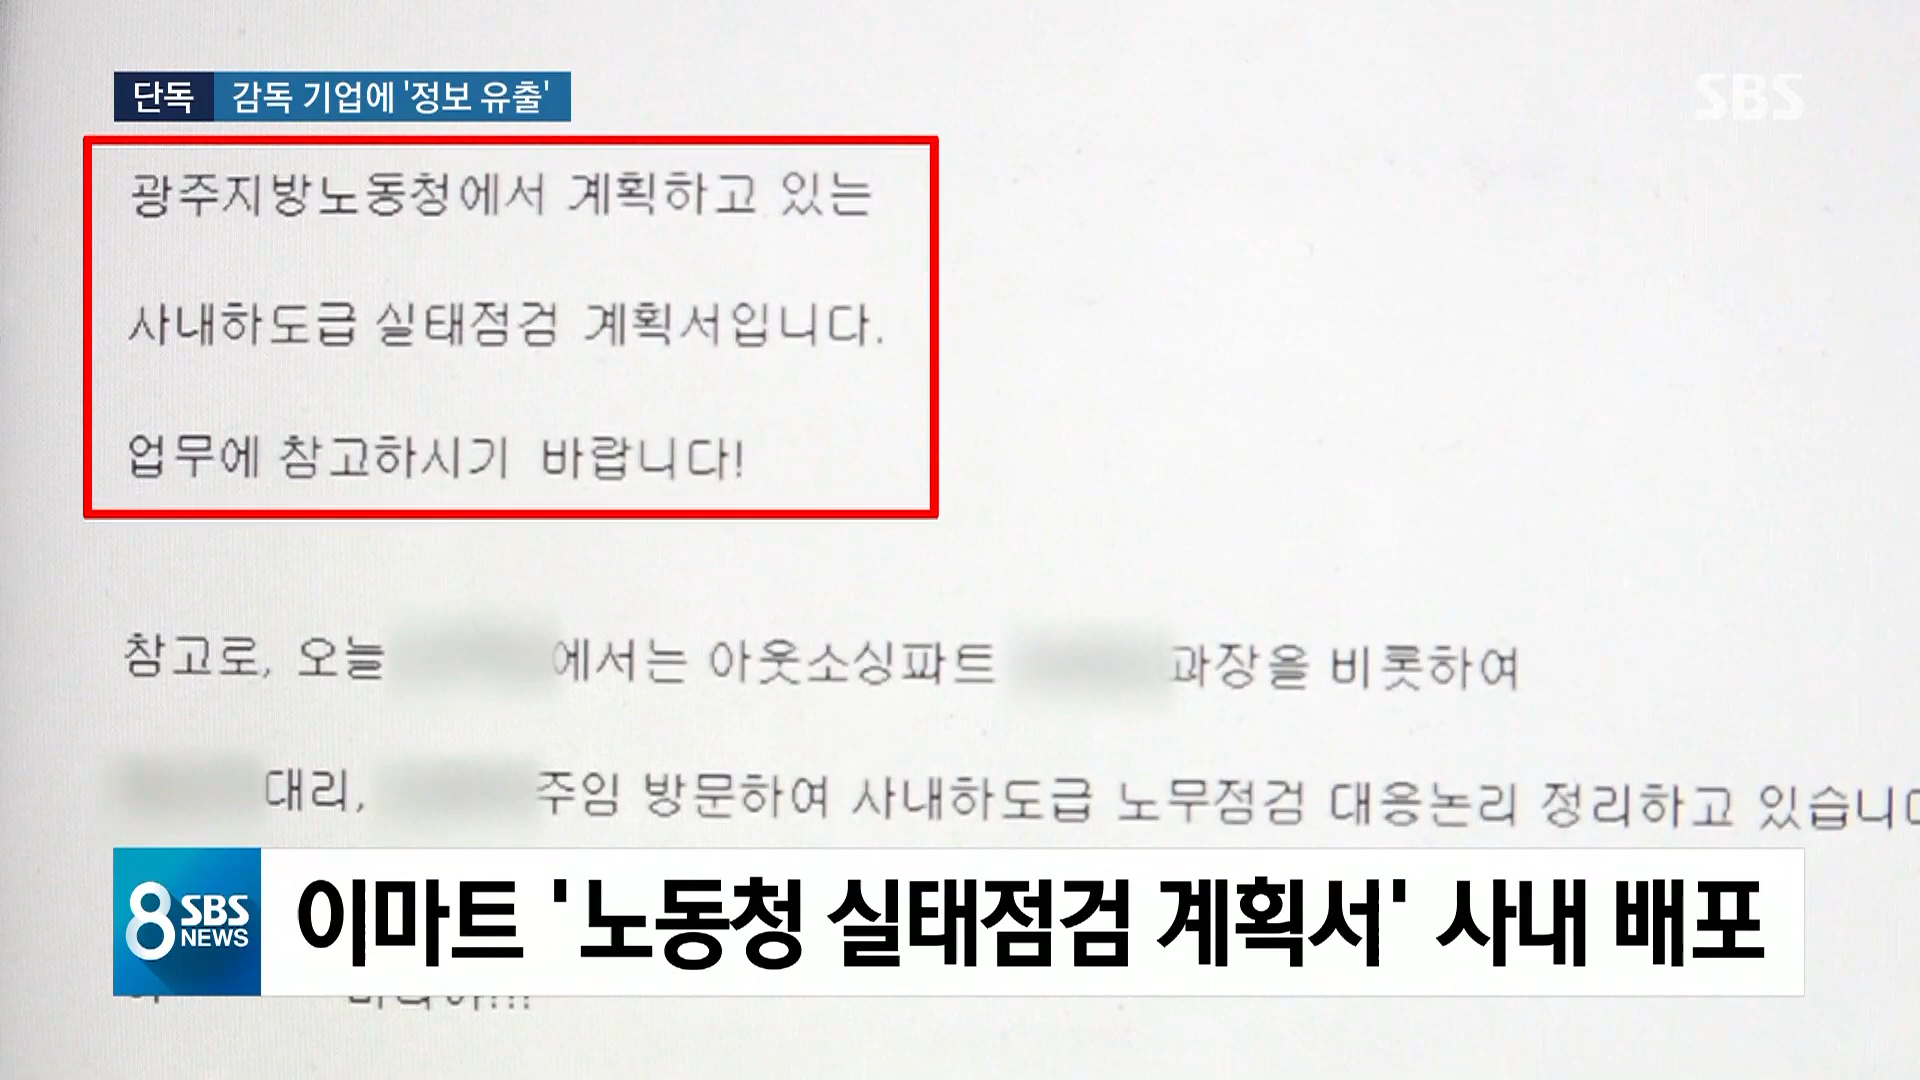 단독 감독 기업에 '정보 유출'
SBS
광주지방노동청에서 계획하고 있는
사내하도급 실태점검 계획서입니다.
업무에 참고하시기 바랍니다!
참고로, 오늘 에서는 아웃소싱파트 과장을 비롯하여
대리, 주임 방문하여 사내하도급 노무점검 대응논리 정리하고 있습니
8 SBS NEWS
이마트 '노동청 실태점검 계획서' 사내 배포